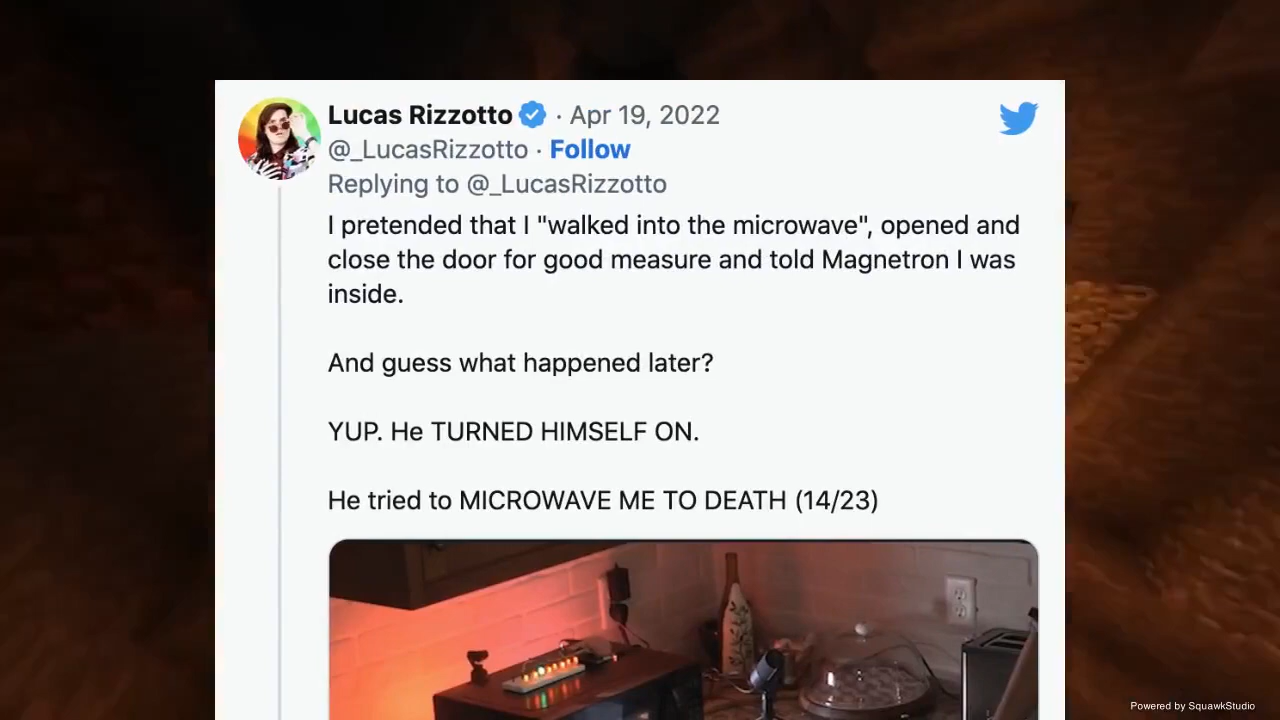 Lucas Rizzotto · Apr 19, 2022
@_LucasRizzotto · Follow
Replying to @_LucasRizzotto
I pretended that I "walked into the microwave", opened and
close the door for good measure and told Magnetron I was
inside.
And guess what happened later?
YUP. He TURNED HIMSELF ON.
He tried to MICROWAVE ME TO DEATH (14/23)
Powered by SquawkStudio